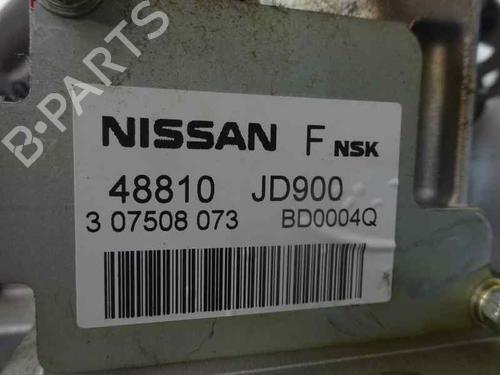 B-PARTS
NISSAN F NSK
48810 JD900
3 07508 073 BD0004Q